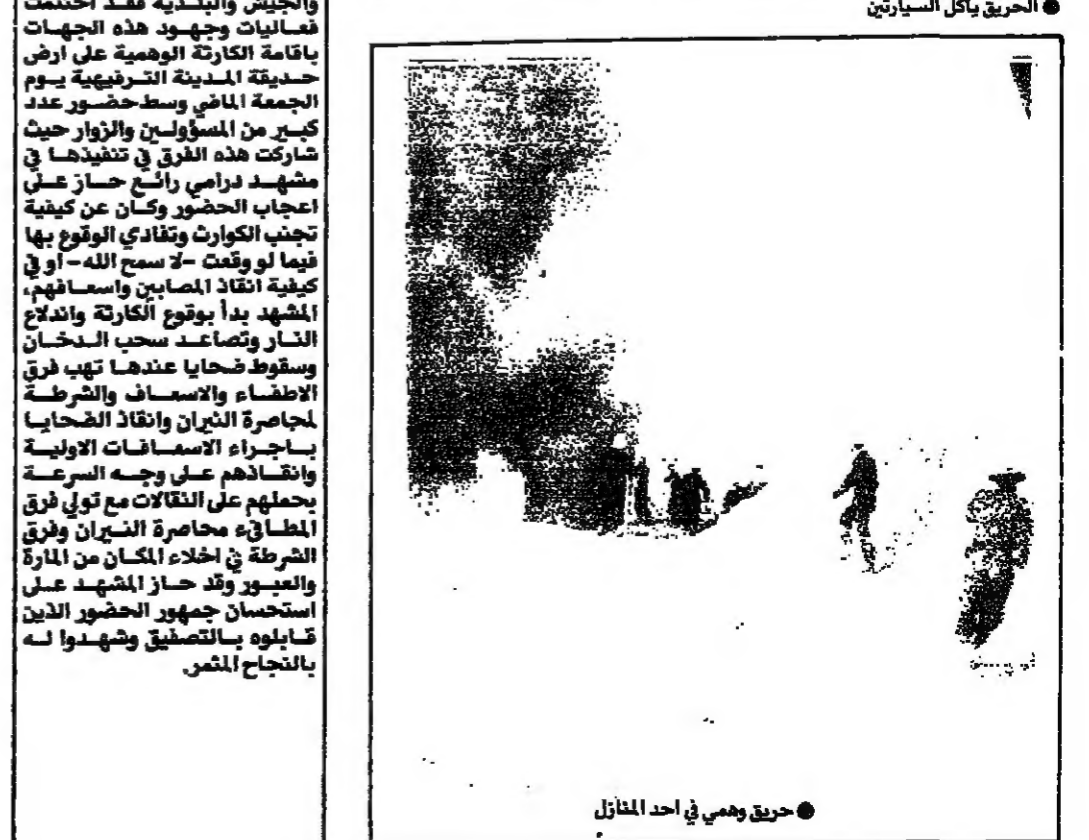 ● الحريق يأكل السيارتين
والجيش والبلدية فقد اختتمت
فعاليات وجهود هذه الجهات
باقامة الكارثة الوهمية على ارض
حديقة المدينة الترفيهية يوم
الجمعة الماضي وسط حضور عدد
كبير من المسؤولين والزوار حيث
شاركت هذه الفرق في تنفيذها في
مشهد درامي رائع حاز على
اعجاب الحضور وكان عن كيفية
تجنب الكوارث وتفادي الوقوع بها
فيما لو وقعت -لا سمح الله- او في
كيفية انقاذ المصابين واسعافهم،
المشهد بدأ بوقوع الكارثة واندلاع
النار وتصاعد سحب الدخان
وسقوط ضحايا عندها تهب فرق
الاطفاء والاسعاف والشرطة
لمحاصرة النيران وانقاذ الضحايا
باجراء الاسعافات الاولية
وانقاذهم على وجه السرعة
بحملهم على النقالات مع تولي فرق
المطافيء محاصرة النيران وفرق
الشرطة في اخلاء المكان من المارة
والعبور وقد حاز المشهد على
استحسان جمهور الحضور الذين
قابلوه بالتصفيق وشهدوا له
بالنجاح المثمر.
● حريق وهمي في احد المنازل